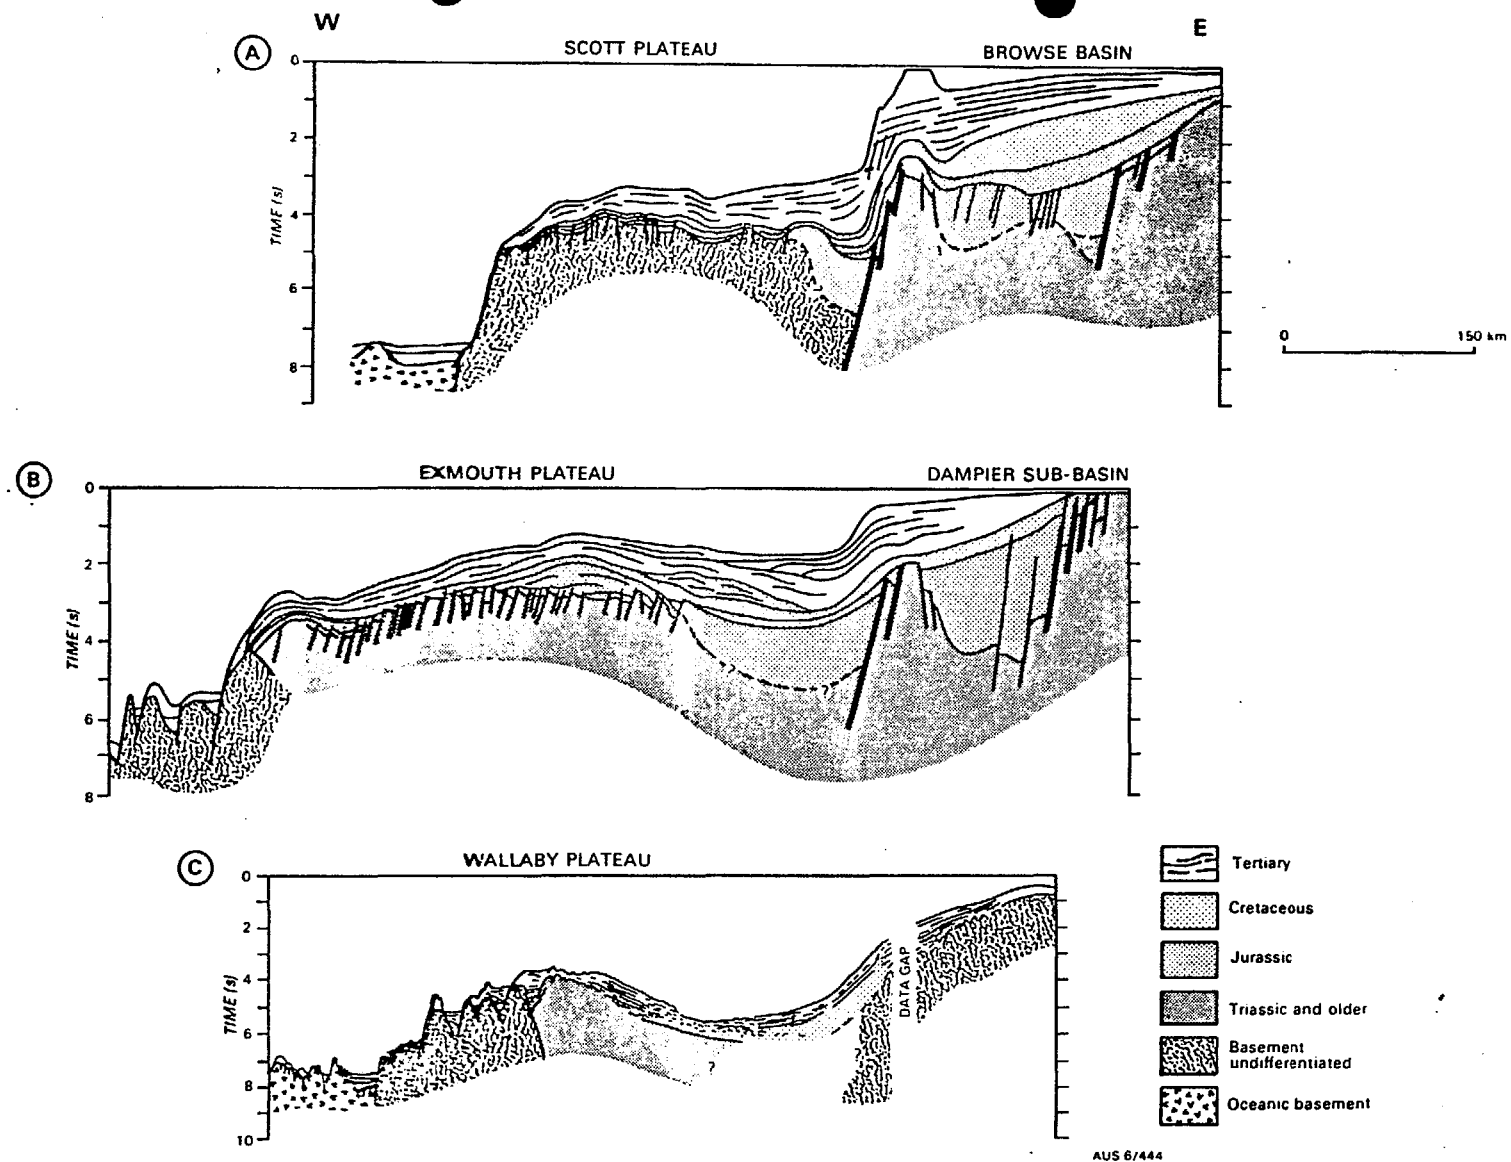 W
E
A
SCOTT PLATEAU
BROWSE BASIN
0
2
4
6
8
TIME (s)
0
150 km
B
EXMOUTH PLATEAU
DAMPIER SUB-BASIN
0
2
4
6
8
TIME (s)
?
?
C
WALLABY PLATEAU
0
2
4
6
8
10
TIME (s)
DATA GAP
?
?
Tertiary
Cretaceous
Jurassic
Triassic and older
Basement
undifferentiated
Oceanic basement
AUS 6/444